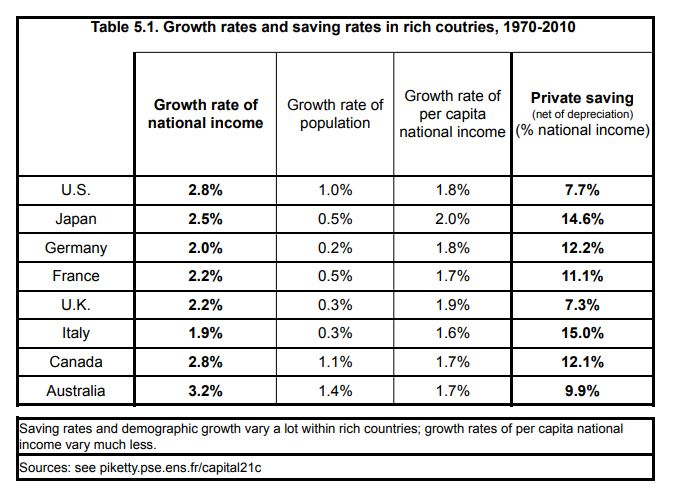 Table 5.1. Growth rates and saving rates in rich coutries, 1970-2010
Growth rate of
national income
Growth rate of
population
Growth rate of
per capita
national income
Private saving
(net of depreciation)
(% national income)
U.S. 2.8% 1.0% 1.8% 7.7%
Japan 2.5% 0.5% 2.0% 14.6%
Germany 2.0% 0.2% 1.8% 12.2%
France 2.2% 0.5% 1.7% 11.1%
U.K. 2.2% 0.3% 1.9% 7.3%
Italy 1.9% 0.3% 1.6% 15.0%
Canada 2.8% 1.1% 1.7% 12.1%
Australia 3.2% 1.4% 1.7% 9.9%
Saving rates and demographic growth vary a lot within rich countries; growth rates of per capita national
income vary much less.
Sources: see piketty.pse.ens.fr/capital21c